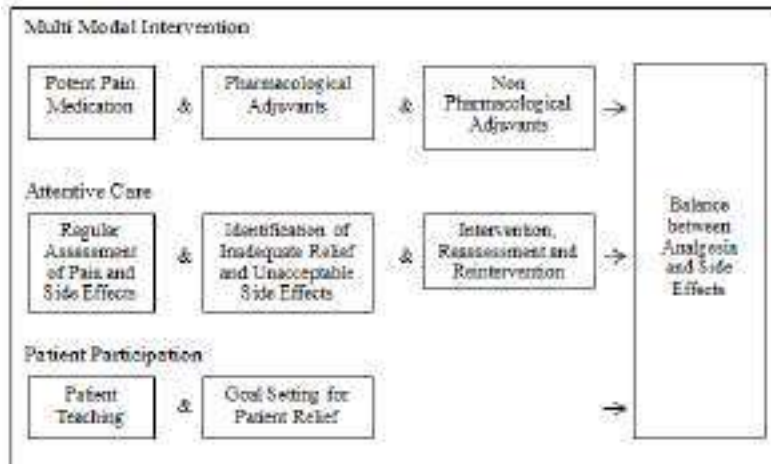 Multi Modal Intervention
Potent Pain
Medication
&
Pharmacological
Adjuvants
&
Non
Pharmacological
Adjuvants
→
Attentive Care
Regular
Assessment
of Pain and
Side Effects
&
Identification of
Inadequate Relief
and Unacceptable
Side Effects
&
Intervention,
Reassessment and
Reintervention
→
Patient Participation
Patient
Teaching
&
Goal Setting for
Patient Relief
→
Balance
between
Analgesia
and Side
Effects